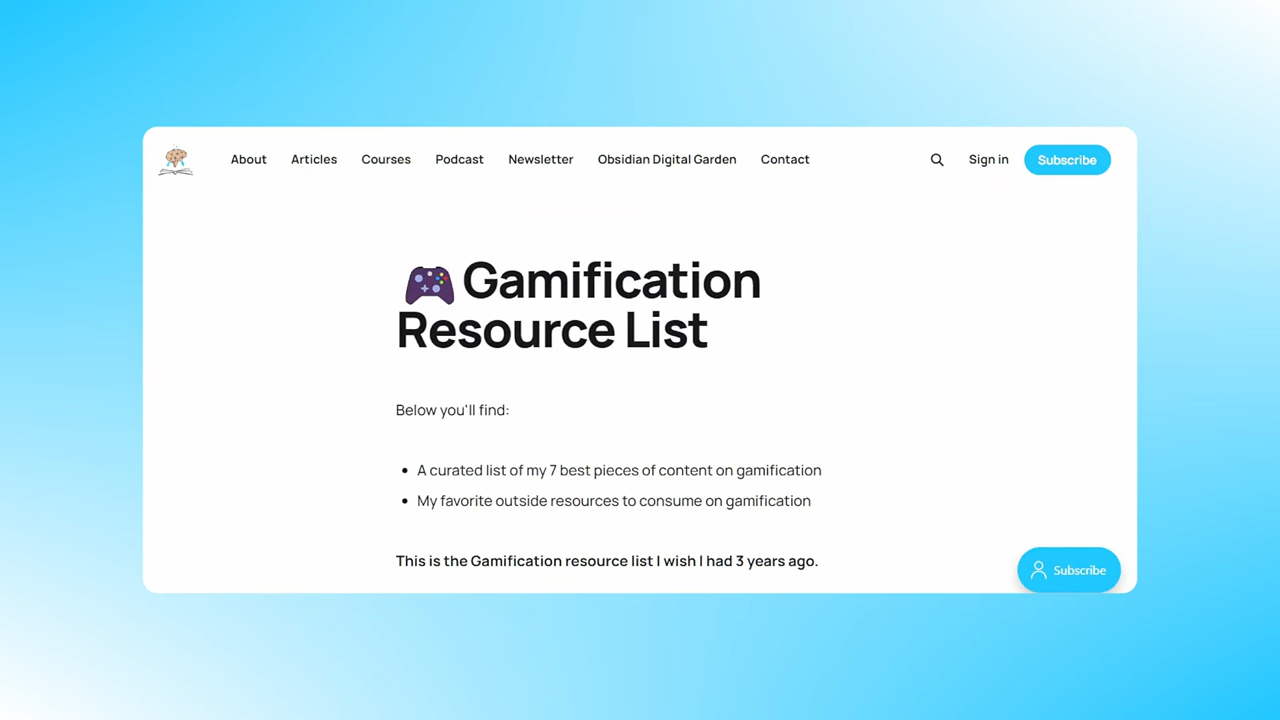 About Articles Courses Podcast Newsletter Obsidian Digital Garden Contact Sign in Subscribe
Gamification
Resource List
Below you'll find:
• A curated list of my 7 best pieces of content on gamification
• My favorite outside resources to consume on gamification
This is the Gamification resource list I wish I had 3 years ago.
Subscribe